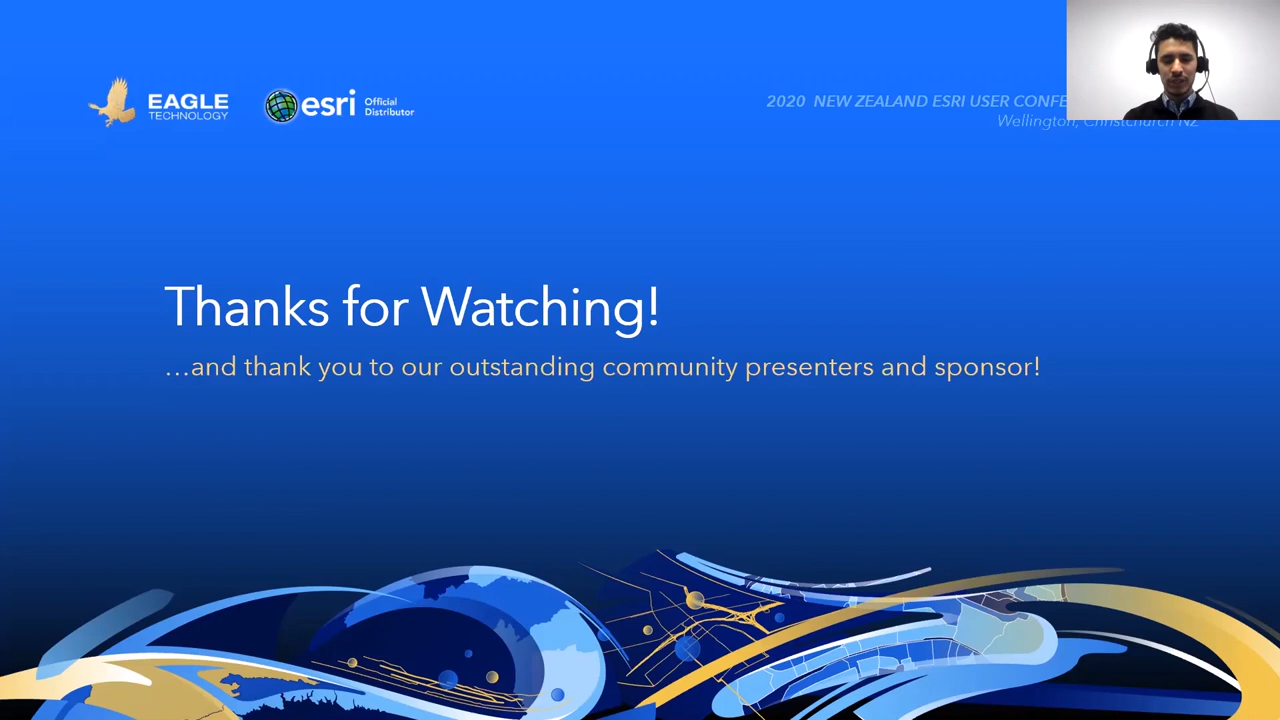 EAGLE
TECHNOLOGY
esri
Official
Distributor
2020 NEW ZEALAND ESRI USER
Wellington, Christchurch NZ
Thanks for Watching!
…and thank you to our outstanding community presenters and sponsor!